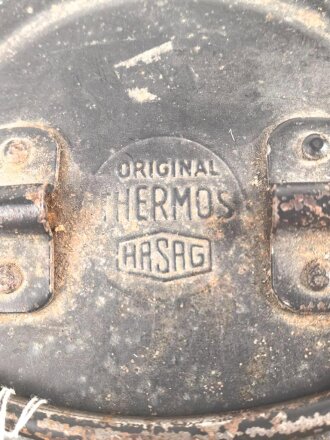 ORIGINAL
THERMOS
HASAG